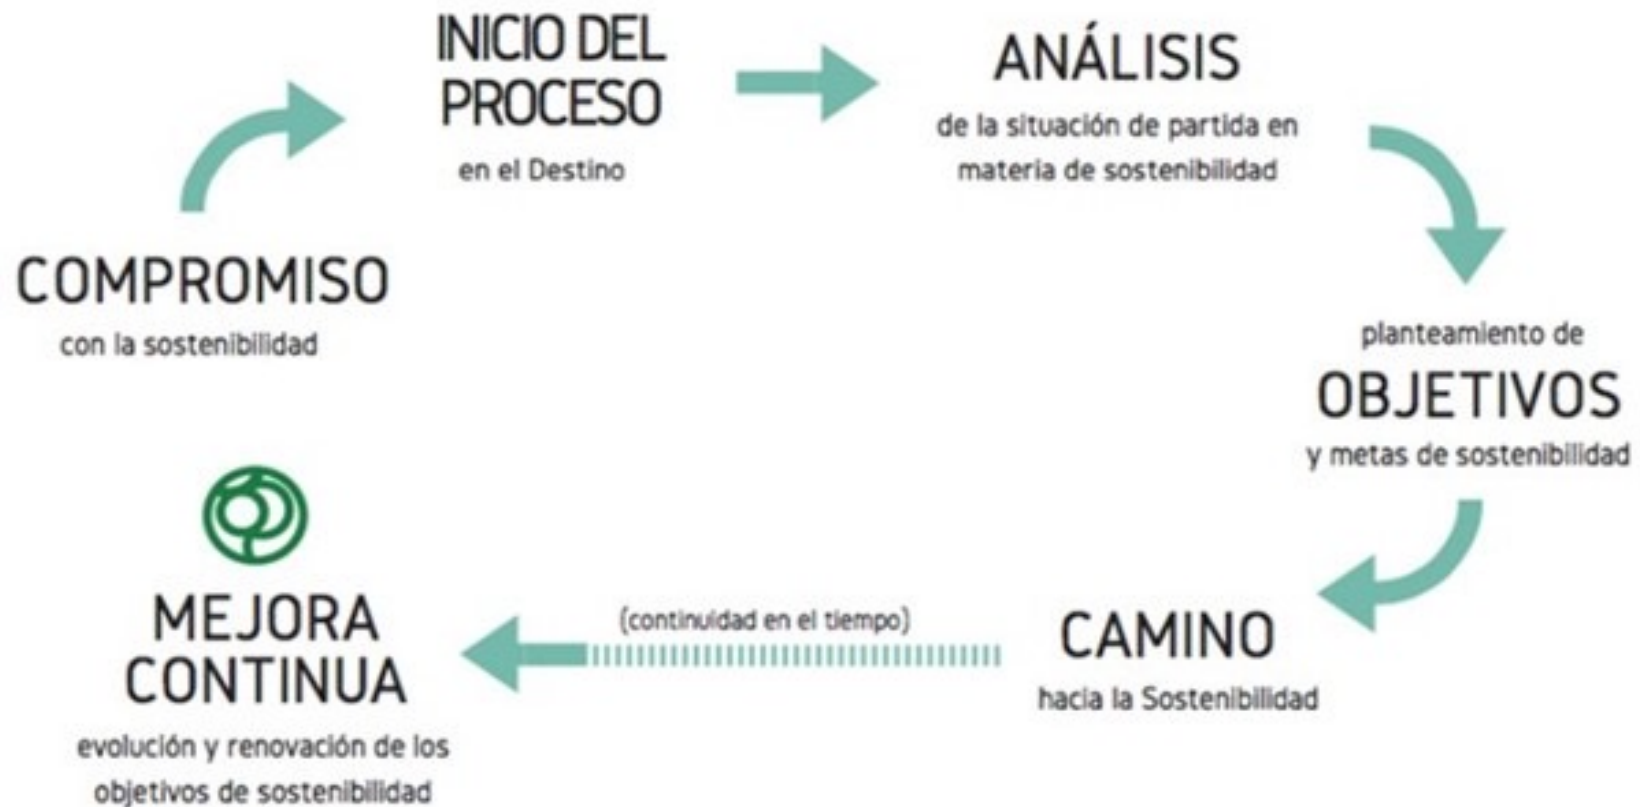 COMPROMISO
con la sostenibilidad
INICIO DEL
PROCESO
en el Destino
ANÁLISIS
de la situación de partida en
materia de sostenibilidad
planteamiento de
OBJETIVOS
y metas de sostenibilidad
CAMINO
hacia la Sostenibilidad
(continuidad en el tiempo)
MEJORA
CONTINUA
evolución y renovación de los
objetivos de sostenibilidad